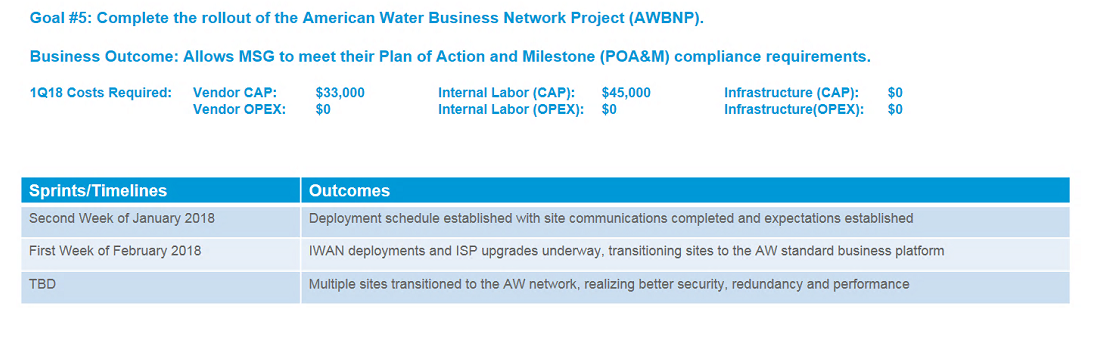 Goal #5: Complete the rollout of the American Water Business Network Project (AWBNP).
Business Outcome: Allows MSG to meet their Plan of Action and Milestone (POA&M) compliance requirements.
1Q18 Costs Required: Vendor CAP: $33,000 Internal Labor (CAP): $45,000 Infrastructure (CAP): $0
Vendor OPEX: $0 Internal Labor (OPEX): $0 Infrastructure(OPEX): $0
Sprints/Timelines Outcomes
Second Week of January 2018 Deployment schedule established with site communications completed and expectations established
First Week of February 2018 IWAN deployments and ISP upgrades underway, transitioning sites to the AW standard business platform
TBD Multiple sites transitioned to the AW network, realizing better security, redundancy and performance